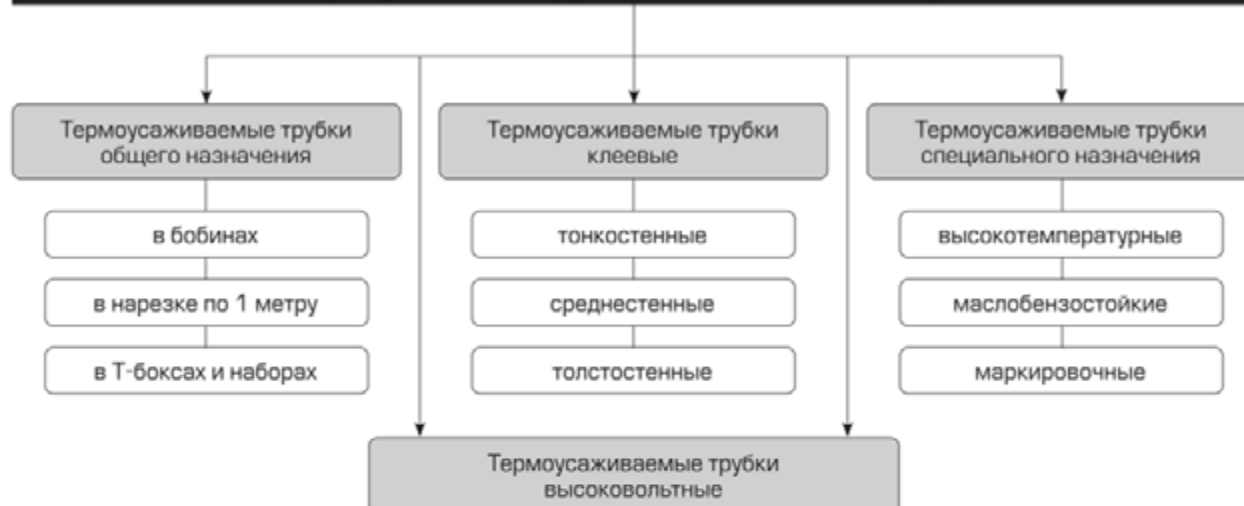 Термоусаживаемые трубки
общего назначения
в бобинах
в нарезке по 1 метру
в Т-боксах и наборах
Термоусаживаемые трубки
клеевые
тонкостенные
среднестенные
толстостенные
Термоусаживаемые трубки
специального назначения
высокотемпературные
маслобензостойкие
маркировочные
Термоусаживаемые трубки
высоковольтные